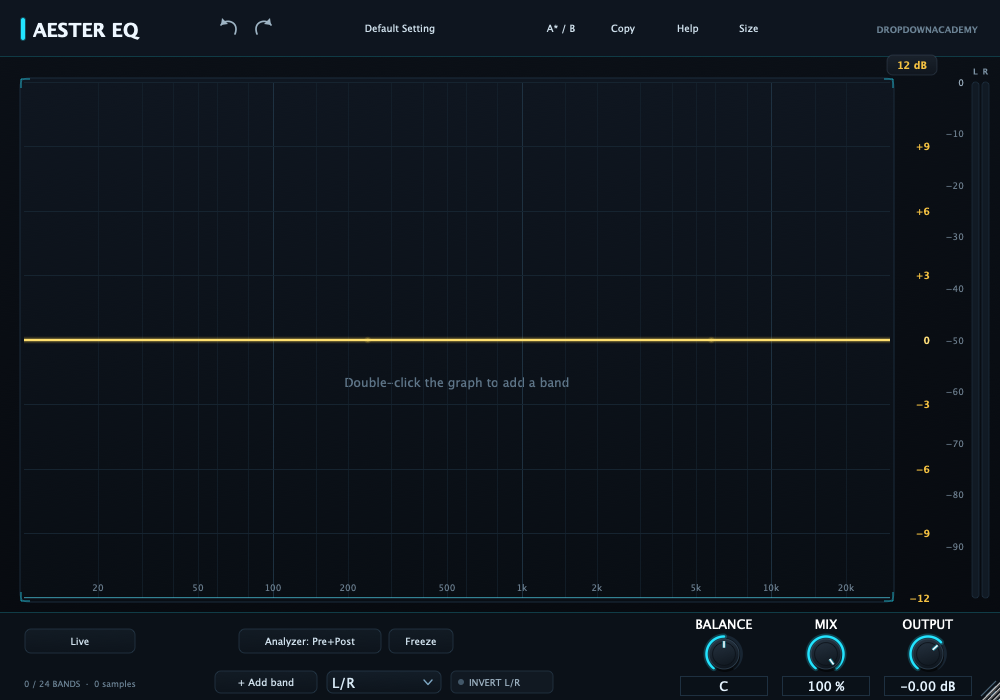 AESTER EQ
Default Setting
A* / B
Copy
Help
Size
DROPDOWNACADEMY
12 dB
L R
0
−10
+9
−20
+6
−30
+3
−40
0
−50
Double-click the graph to add a band
−60
−3
−70
−6
−80
−9
−90
20 50 100 200 500 1k 2k 5k 10k 20k
−12
BALANCE MIX OUTPUT
Live
Analyzer: Pre+Post
Freeze
0 / 24 BANDS · 0 samples
+ Add band
L/R
INVERT L/R
C
100 %
−0.00 dB